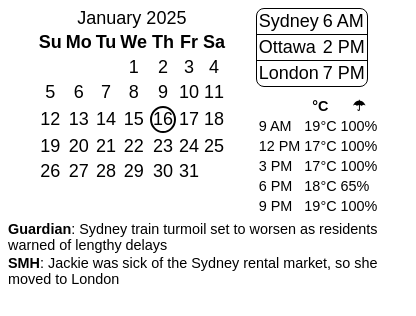 January 2025
Su Mo Tu We Th Fr Sa
1 2 3 4
5 6 7 8 9 10 11
12 13 14 15 16 17 18
19 20 21 22 23 24 25
26 27 28 29 30 31
Sydney 6 AM
Ottawa 2 PM
London 7 PM
°C ☂
9 AM 19°C 100%
12 PM 17°C 100%
3 PM 17°C 100%
6 PM 18°C 65%
9 PM 19°C 100%
Guardian: Sydney train turmoil set to worsen as residents
warned of lengthy delays
SMH: Jackie was sick of the Sydney rental market, so she
moved to London